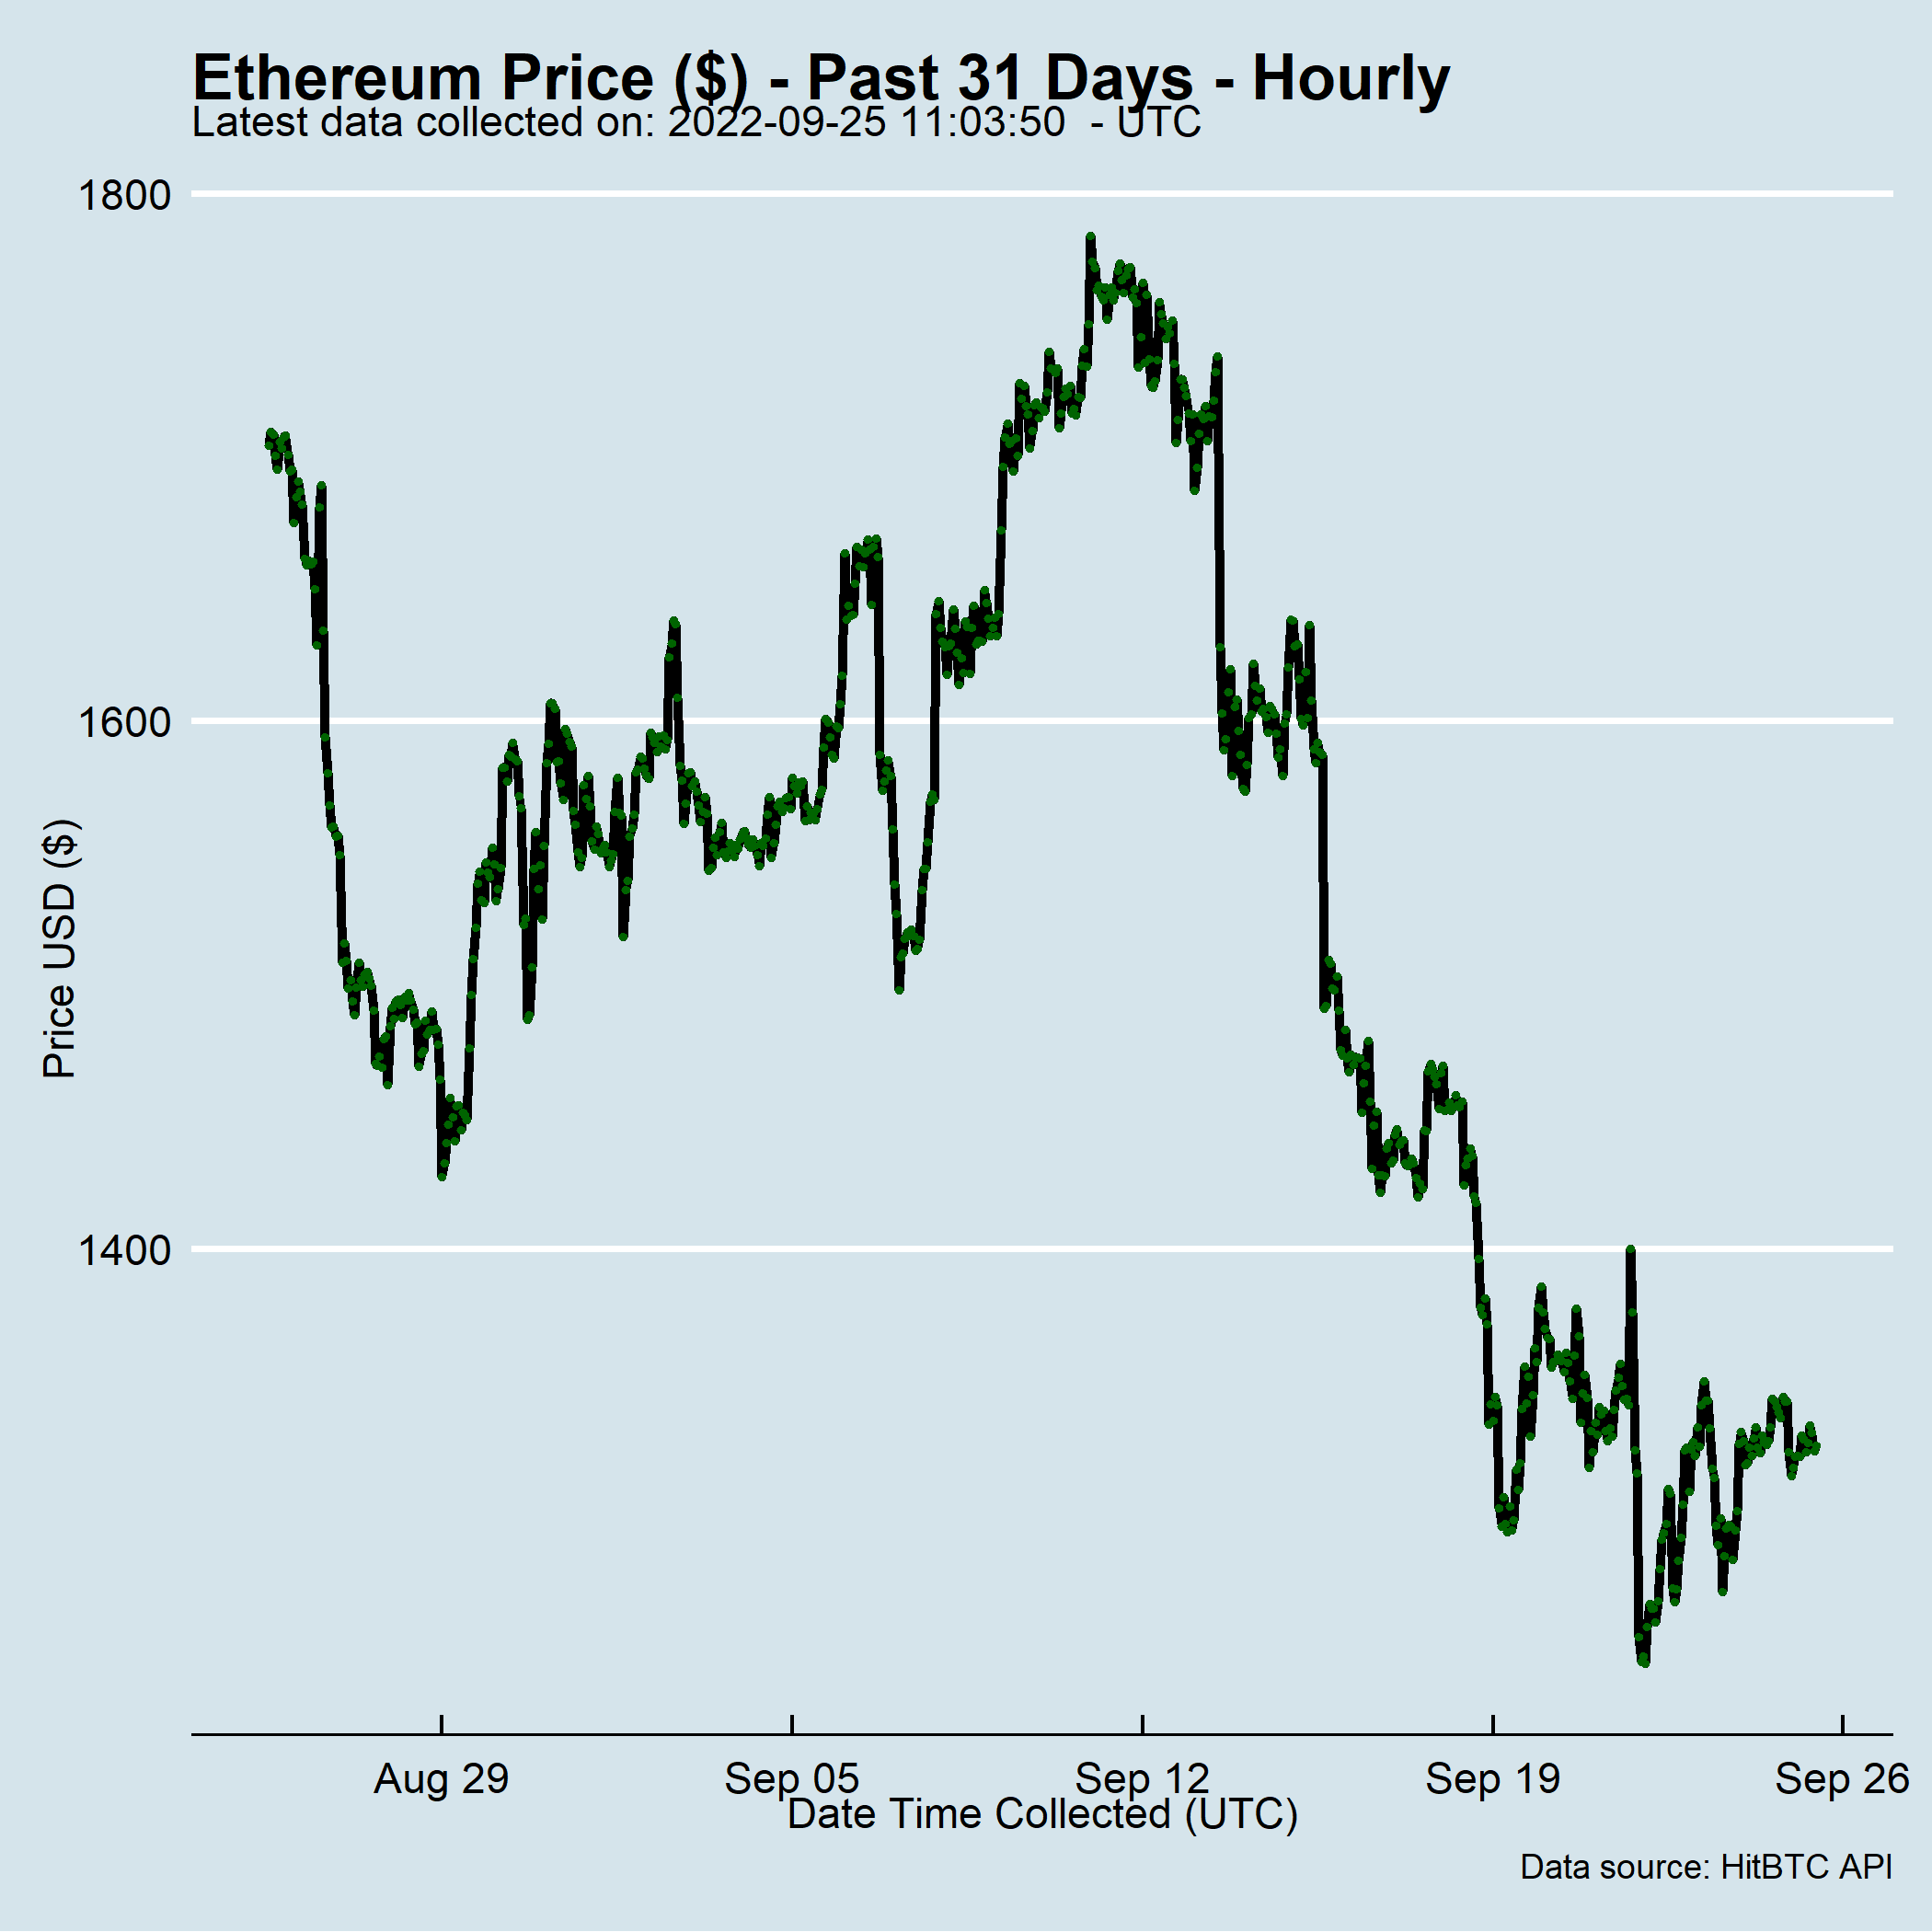 Ethereum Price ($) - Past 31 Days - Hourly
Latest data collected on: 2022-09-25 11:03:50  - UTC
1800
1600
1400
Price USD ($)
Aug 29
Sep 05
Sep 12
Sep 19
Sep 26
Date Time Collected (UTC)
Data source: HitBTC API